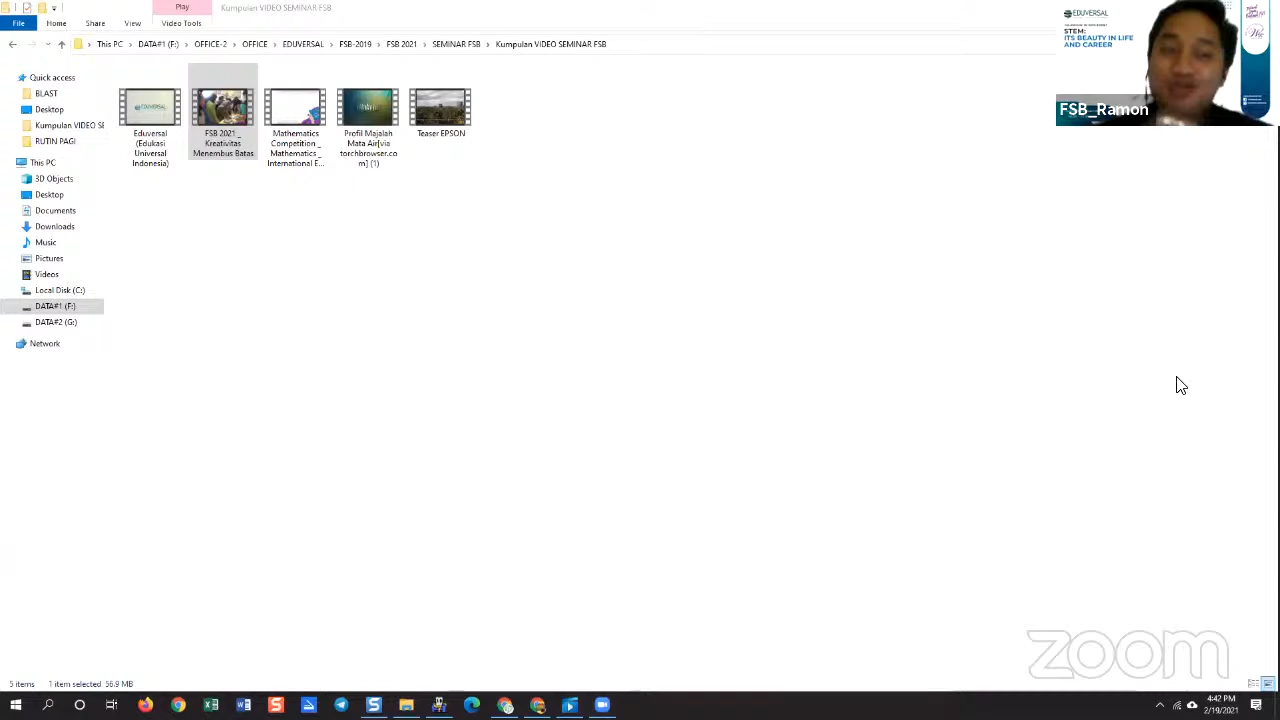 Play
Kumpulan VIDEO SEMINAR FSB
File
Home
Share
View
Video Tools
This PC
DATA#1 (F:)
OFFICE-2
OFFICE
EDUVERSAL
FSB 2021
SEMINAR FSB
Kumpulan VIDEO SEMINAR FSB
Quick access
BLAST
Desktop
Kumpulan VIDEO SE
RUTIN PAGI
This PC
3D Objects
Desktop
Documents
Downloads
Music
Pictures
Videos
Local Disk (C:)
DATA#1 (F:)
DATA#2 (G:)
Network
Eduversal
(Edukasi
Universal
Indonesia)
FSB 2021_
Kreativitas
Menembus Batas
Mathematics
Competition _
Mathematics _
International E...
Profil Majalah
Mata Air[via
torchbrowser.co
m] (1)
Teaser EPSON
EDUVERSAL
STEM:
ITS BEAUTY IN LIFE
AND CAREER
FSB_Ramon
zoom
5 items
1 item selected 56.9 MB
4:42 PM
2/19/2021